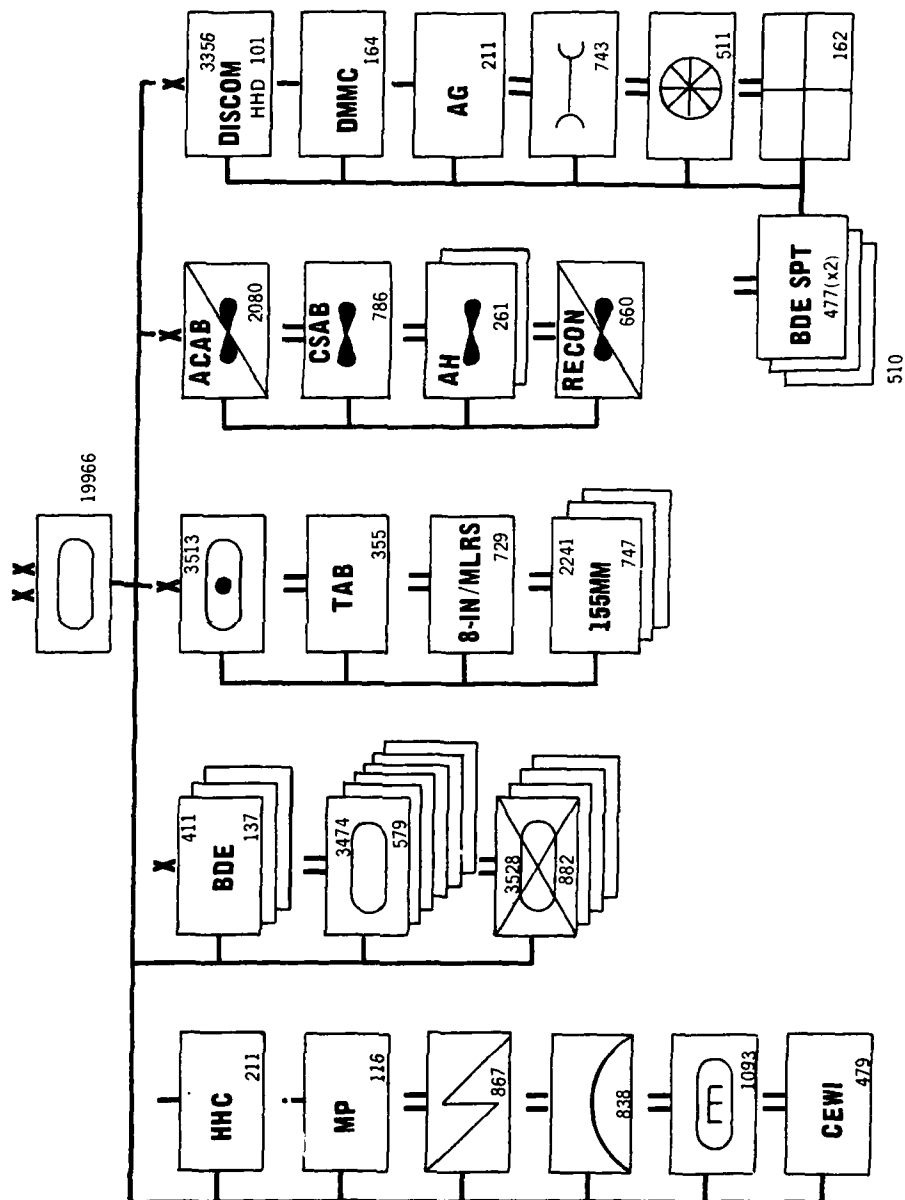 XX
19966
HHC
211
MP
116
867
838
E
1093
CEWI
479
X
411
BDE
137
3474
579
3528
882
X
3513
TAB
355
8-IN/MLRS
729
2241
155MM
747
X
ACAB
2080
CSAB
786
AH
261
RECON
660
X
3356
DISCOM
HHD 101
DMMC
164
AG
211
743
511
162
BDE SPT
477(x2)
510